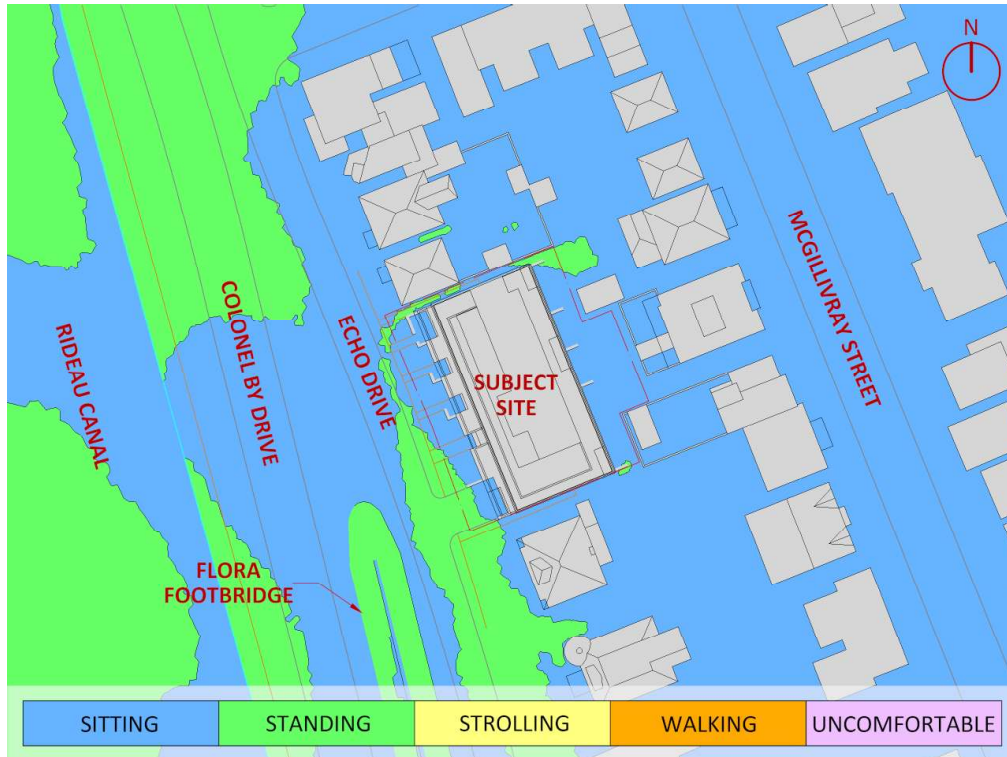 N
MCGILLIVRAY STREET
COLONEL BY DRIVE
ECHO DRIVE
RIDEAU CANAL
SUBJECT
SITE
FLORA
FOOTBRIDGE
SITTING
STANDING
STROLLING
WALKING
UNCOMFORTABLE